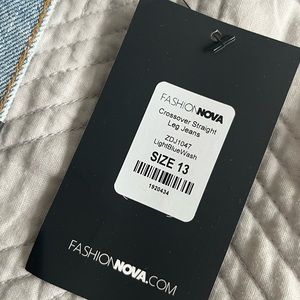 FASHIONNOVA
Crossover Straight
Leg Jeans
ZDJ1047
LightBlueWash
SIZE 13
1920434
FASHIONNOVA.COM